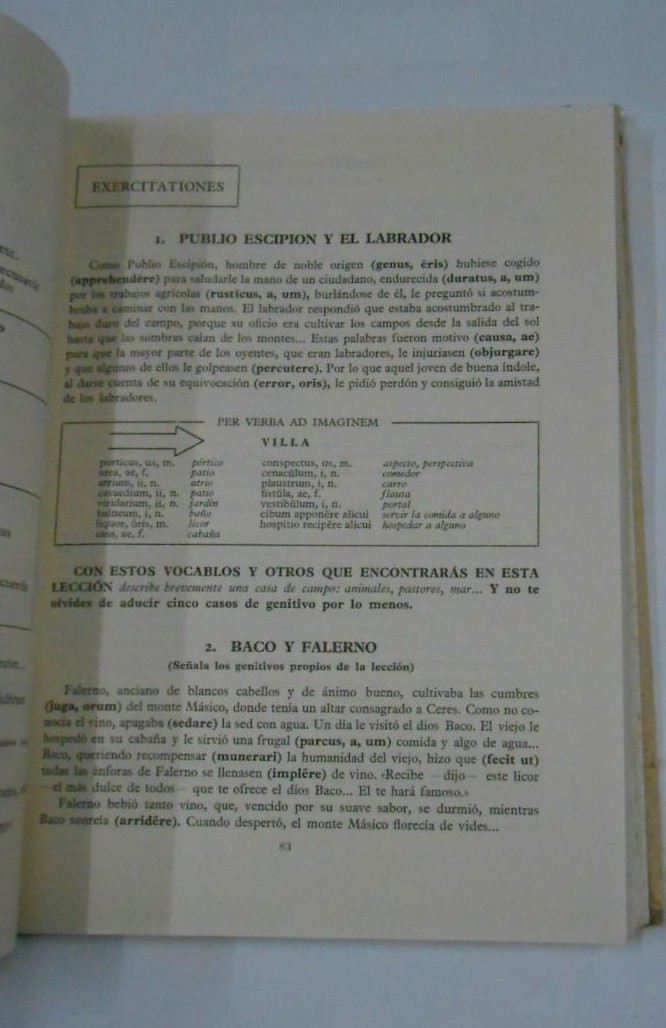 etc.
ecusavit
EXERCITATIONES
1. PUBLIO ESCIPION Y EL LABRADOR
Como Publio Escipión, hombre de noble origen (genus, ĕris) hubiese cogido
(apprehendĕre) para saludarle la mano de un ciudadano, endurecida (duratus, a, um)
por los trabajos agrícolas (rusticus, a, um), burlándose de él, le preguntó si acostum-
braba a caminar con las manos. El labrador respondió que estaba acostumbrado al tra-
bajo duro del campo, porque su oficio era cultivar los campos desde la salida del sol
hasta que las sombras caían de los montes... Estas palabras fueron motivo (causa, ae)
para que la mayor parte de los oyentes, que eran labradores, le injuriasen (objurgare)
y que algunos de ellos le golpeasen (percutere). Por lo que aquel joven de buena índole,
al darse cuenta de su equivocación (error, oris), le pidió perdón y consiguió la amistad
de los labradores.
PER VERBA AD IMAGINEM
VILLA
porticus, us, m. pórtico conspectus, us, m. aspecto, perspectiva
area, ae, f. patio cenacŭlum, i, n. comedor
atrium, ii, n. atrio plaustrum, i, n. carro
cavaedium, ii, n. patio fistŭla, ae, f. flauta
viridarium, ii, n. jardín vestibŭlum, i, n. portal
balneum, i, n. baño cibum apponĕre alicui servir la comida a alguno
liquor, ōris, m. licor hospitio recipĕre alicui hospedar a alguno
casa, ae, f. cabaña
CON ESTOS VOCABLOS Y OTROS QUE ENCONTRARÁS EN ESTA
LECCIÓN describe brevemente una casa de campo: animales, pastores, mar... Y no te
olvides de aducir cinco casos de genitivo por lo menos.
2. BACO Y FALERNO
(Señala los genitivos propios de la lección)
Falerno, anciano de blancos cabellos y de ánimo bueno, cultivaba las cumbres
(juga, orum) del monte Másico, donde tenía un altar consagrado a Ceres. Como no co-
nocía el vino, apagaba (sedare) la sed con agua. Un día le visitó el dios Baco. El viejo le
hospedó en su cabaña y le sirvió una frugal (parcus, a, um) comida y algo de agua...
Baco, queriendo recompensar (munerari) la humanidad del viejo, hizo que (fecit ut)
todas las ánforas de Falerno se llenasen (implēre) de vino. «Recibe —dijo— este licor
—el más dulce de todos— que te ofrece el dios Baco... El te hará famoso.»
Falerno bebió tanto vino, que, vencido por su suave sabor, se durmió, mientras
Baco sonreía (arridēre). Cuando despertó, el monte Másico florecía de vides...
83